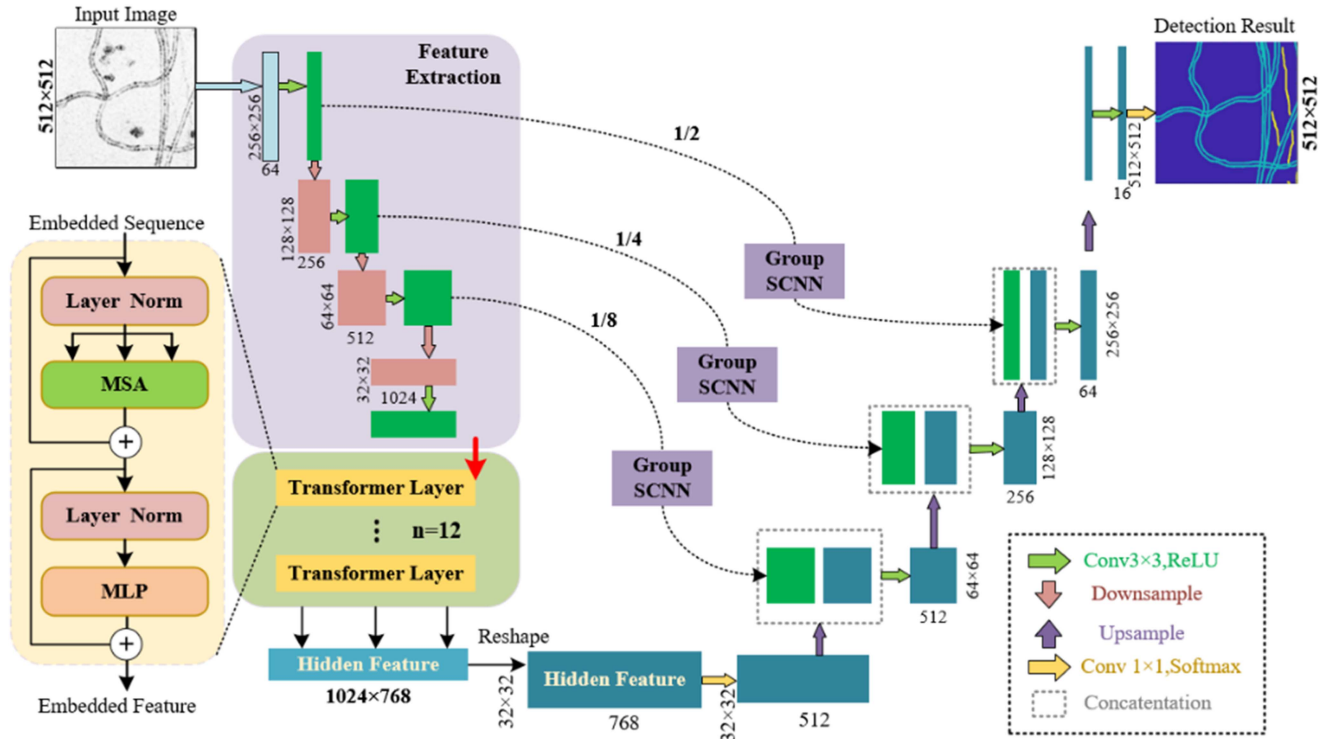 Input Image
512×512
256×256
64
Feature
Extraction
128×128
256
64×64
512
32×32
1024
1/2
1/4
1/8
Group
SCNN
Group
SCNN
Group
SCNN
Detection Result
512×512
512×512
16
256×256
64
128×128
256
64×64
512
Embedded Sequence
Layer Norm
MSA
+
Layer Norm
MLP
+
Embedded Feature
Transformer Layer
n=12
Transformer Layer
Hidden Feature
1024×768
Reshape
32×32
Hidden Feature
768
32×32
512
Conv3×3,ReLU
Downsample
Upsample
Conv 1×1,Softmax
Concatentation